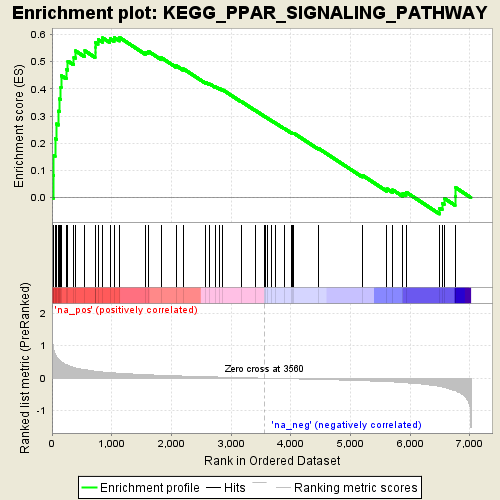 Enrichment plot: KEGG_PPAR_SIGNALING_PATHWAY
Enrichment score (ES)
0.6
0.5
0.4
0.3
0.2
0.1
0.0
'na_pos' (positively correlated)
Ranked list metric (PreRanked)
2
1
0
-1
Zero cross at 3560
'na_neg' (negatively correlated)
0
1,000
2,000
3,000
4,000
5,000
6,000
7,000
Rank in Ordered Dataset
Enrichment profile
Hits
Ranking metric scores